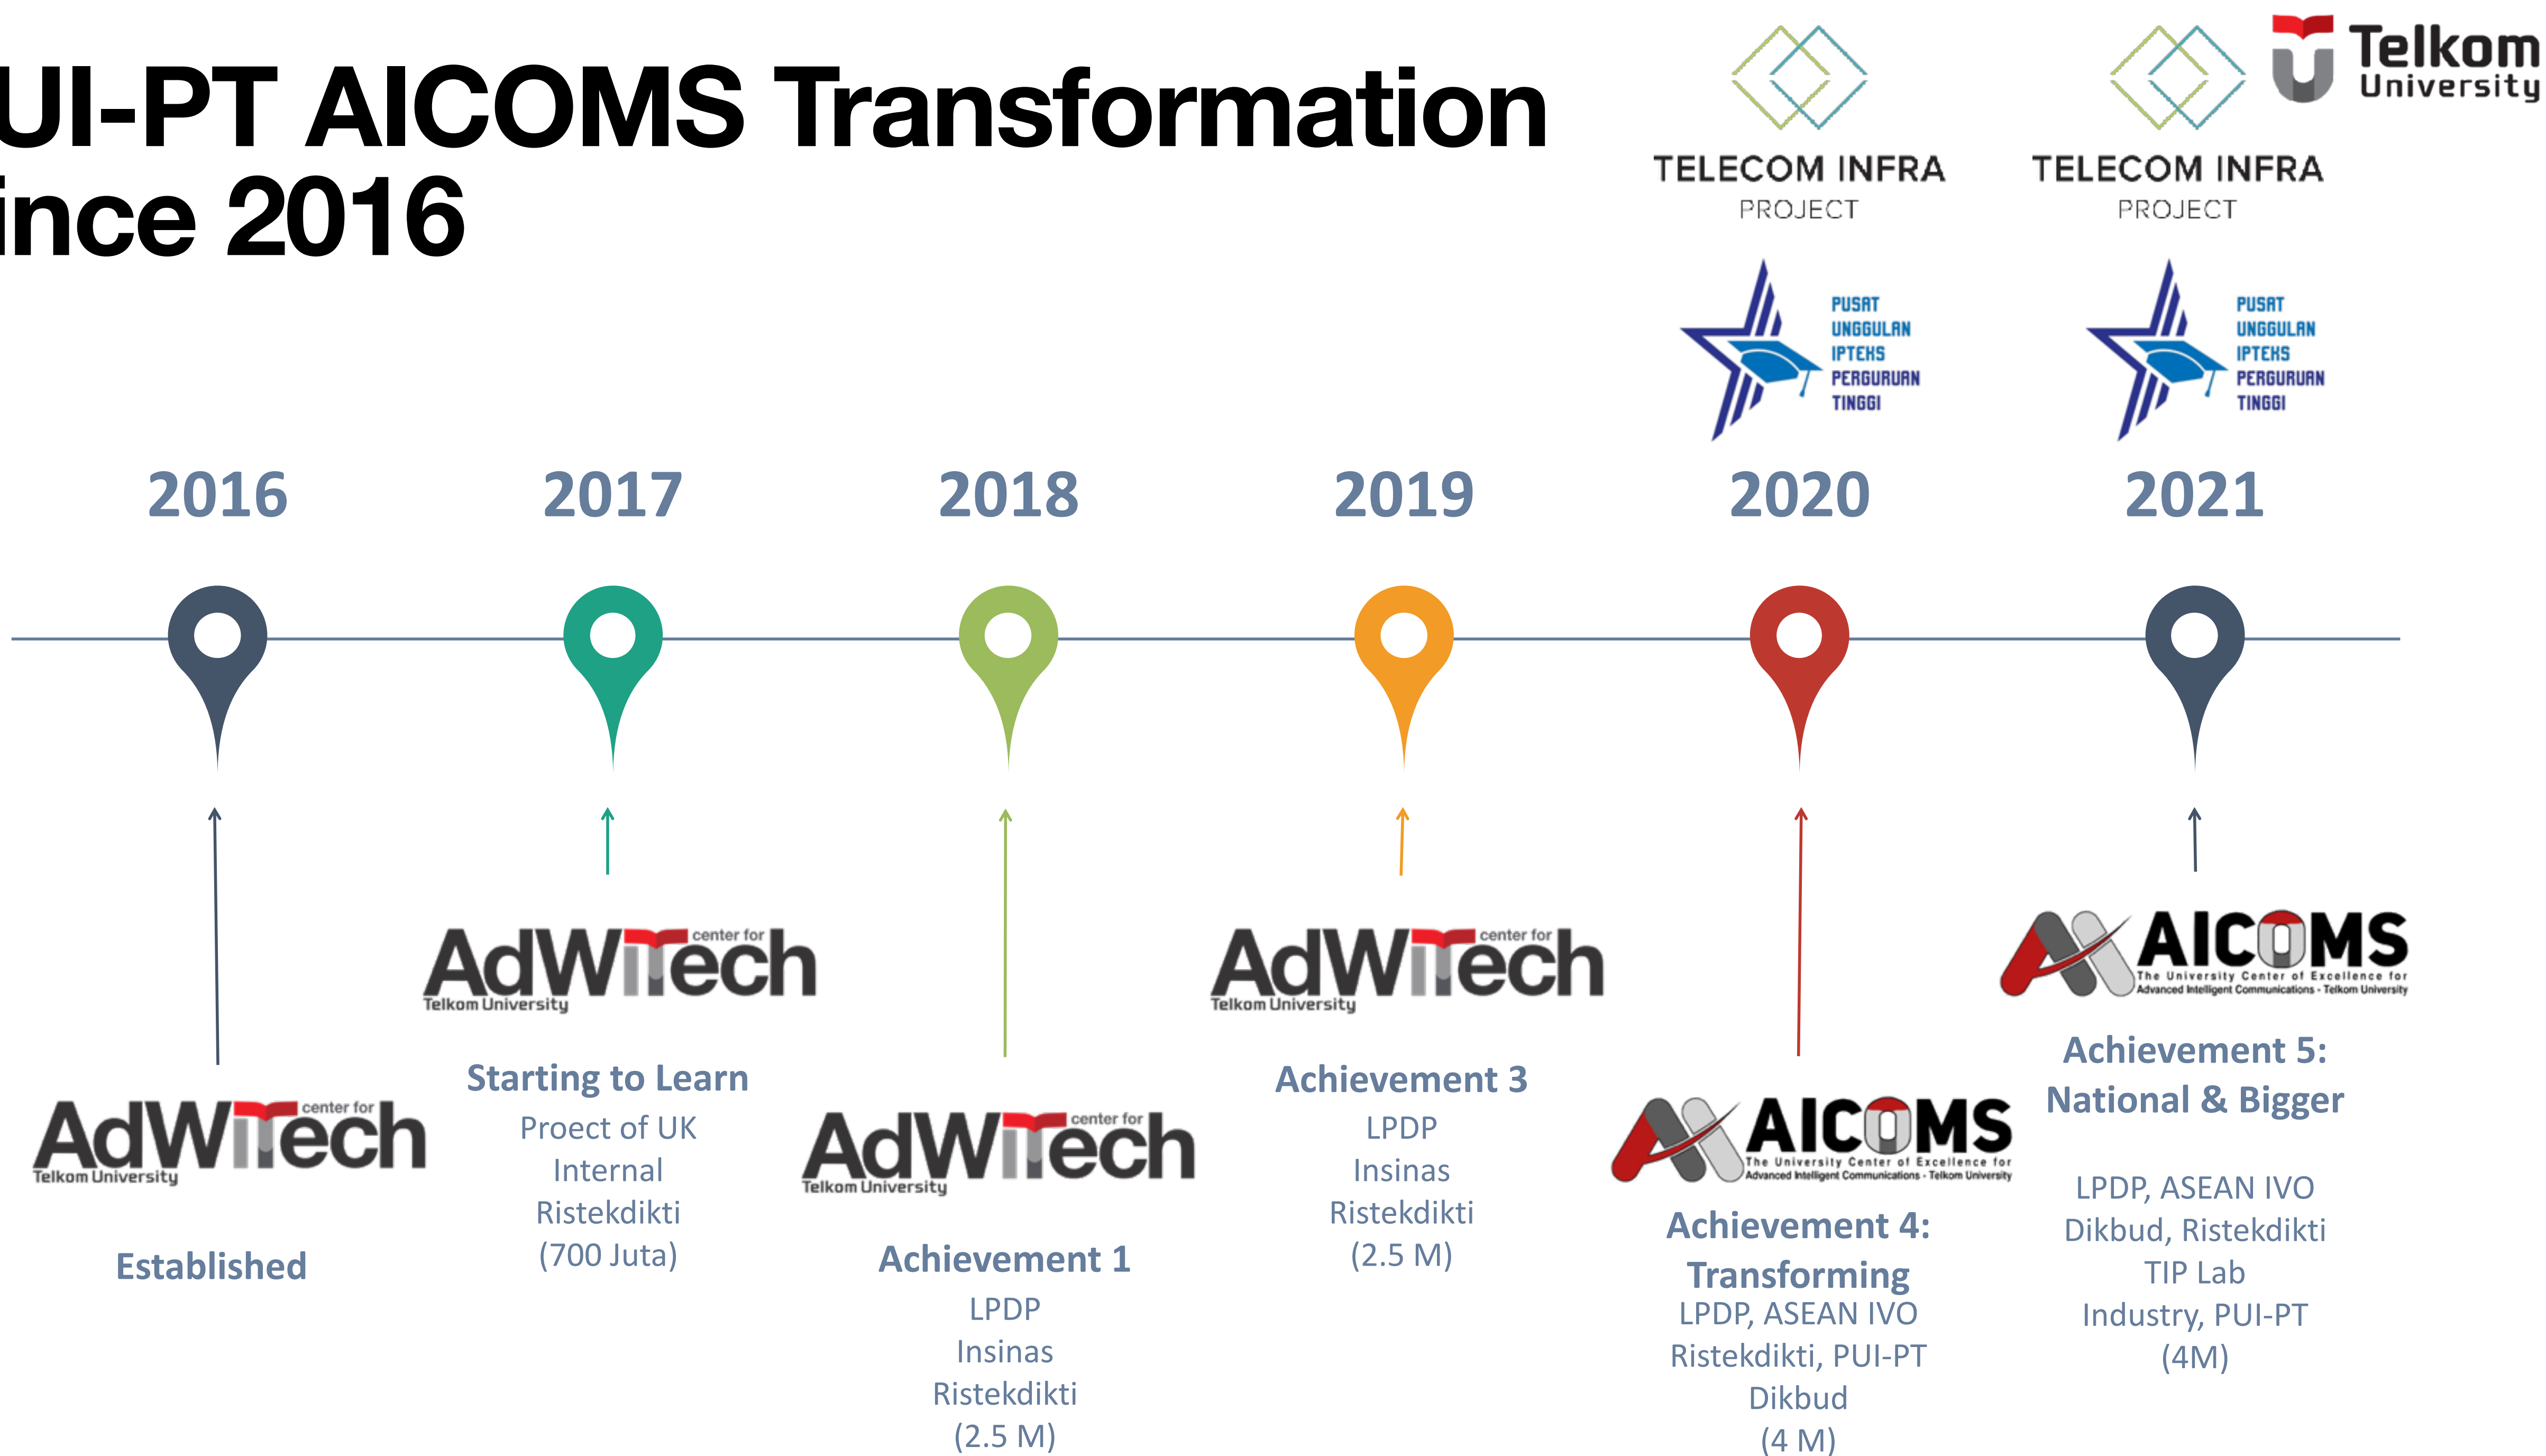 UI-PT AICOMS Transformation
ince 2016
TELECOM INFRA
PROJECT
TELECOM INFRA
PROJECT
Telkom
University
PUSAT
UNGGULAN
IPTEKS
PERGURUAN
TINGGI
PUSAT
UNGGULAN
IPTEKS
PERGURUAN
TINGGI
2016
2017
2018
2019
2020
2021
AdWiTech
center for
Telkom University
Established
AdWiTech
center for
Telkom University
Starting to Learn
Proect of UK
Internal
Ristekdikti
(700 Juta)
AdWiTech
center for
Telkom University
Achievement 1
LPDP
Insinas
Ristekdikti
(2.5 M)
AdWiTech
center for
Telkom University
Achievement 3
LPDP
Insinas
Ristekdikti
(2.5 M)
AICOMS
The University Center of Excellence for
Advanced Intelligent Communications - Telkom University
Achievement 4:
Transforming
LPDP, ASEAN IVO
Ristekdikti, PUI-PT
Dikbud
(4 M)
AICOMS
The University Center of Excellence for
Advanced Intelligent Communications - Telkom University
Achievement 5:
National & Bigger
LPDP, ASEAN IVO
Dikbud, Ristekdikti
TIP Lab
Industry, PUI-PT
(4M)